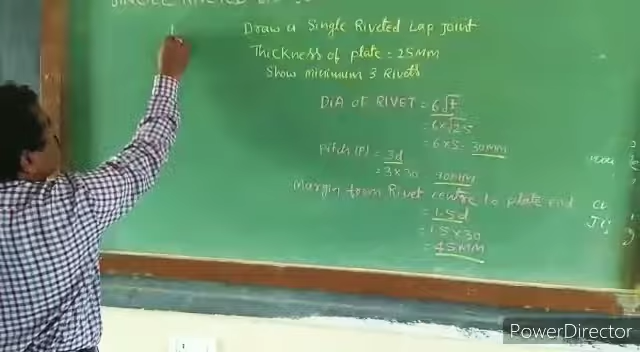 Draw a Single Riveted Lap Joint
Thickness of plate = 25MM
Show minimum 3 Rivets
DIA OF RIVET = 6√t
= 6×√25
= 6×5 = 30MM
Pitch (P) = 3d
= 3×30 = 90MM
Margin from Rivet centre to plate end
= 1.5d
= 1.5×30
= 45MM
PowerDirector